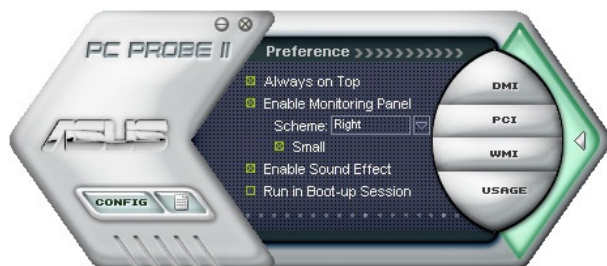 PC PROBE II
Preference >>>>>>>>>>>
Always on Top
Enable Monitoring Panel
Scheme: Right
Small
Enable Sound Effect
Run in Boot-up Session
ASUS
CONFIG
DMI
PCI
WMI
USAGE